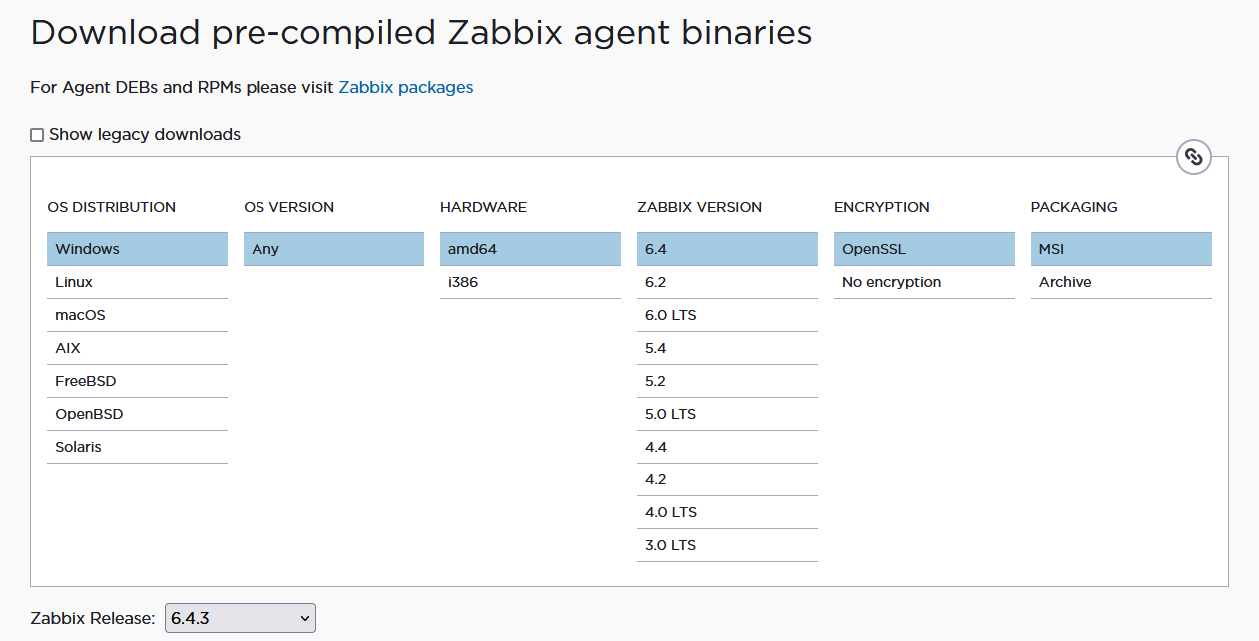 Download pre-compiled Zabbix agent binaries
For Agent DEBs and RPMs please visit Zabbix packages
Show legacy downloads
OS DISTRIBUTION OS VERSION HARDWARE ZABBIX VERSION ENCRYPTION PACKAGING
Windows Any amd64 6.4 OpenSSL MSI
Linux i386 6.2 No encryption Archive
macOS 6.0 LTS
AIX 5.4
FreeBSD 5.2
OpenBSD 5.0 LTS
Solaris 4.4
4.2
4.0 LTS
3.0 LTS
Zabbix Release: 6.4.3